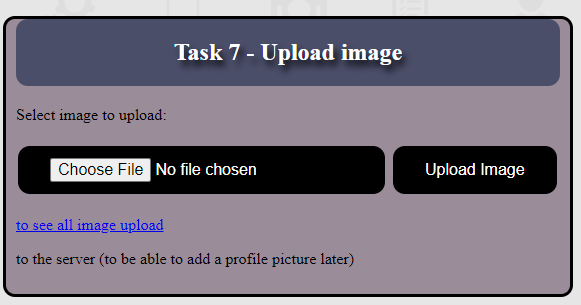 Task 7 - Upload image
Select image to upload:
Choose File No file chosen
Upload Image
to see all image upload
to the server (to be able to add a profile picture later)